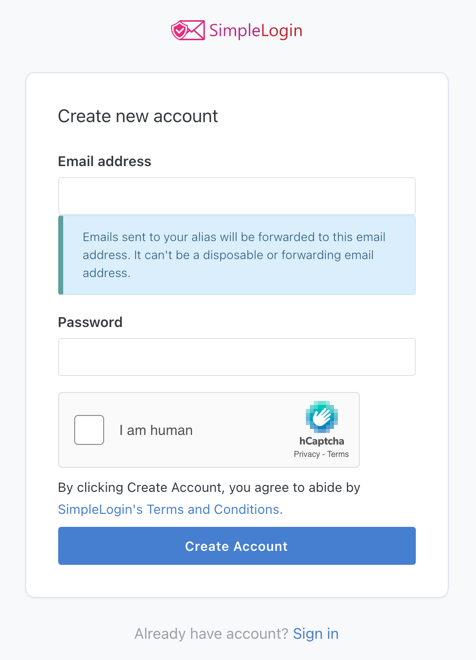 SimpleLogin
Create new account
Email address
Emails sent to your alias will be forwarded to this email
address. It can't be a disposable or forwarding email
address.
Password
I am human
hCaptcha
Privacy - Terms
By clicking Create Account, you agree to abide by
SimpleLogin's Terms and Conditions.
Create Account
Already have account? Sign in